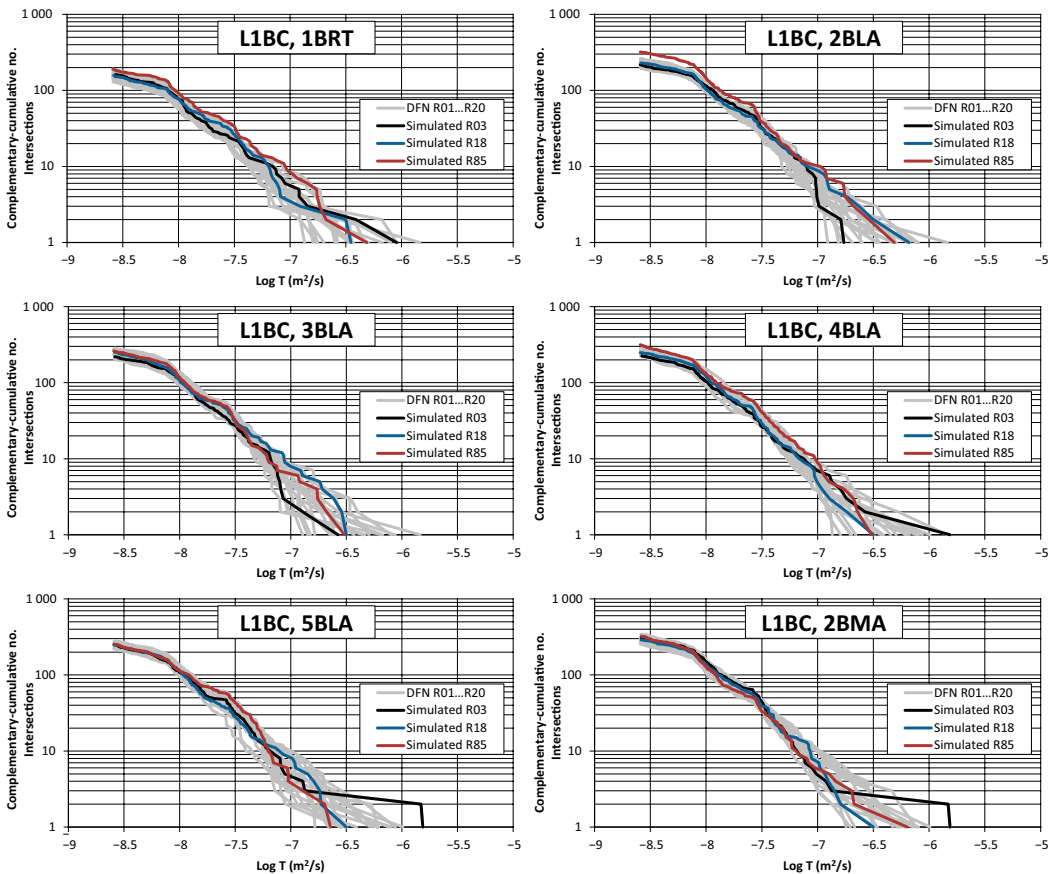 L1BC, 1BRT
Complementary-cumulative no.
Intersections
1 000
100
10
1
DFN R01...R20
Simulated R03
Simulated R18
Simulated R85
−9 −8.5 −8 −7.5 −7 −6.5 −6 −5.5 −5
Log T (m²/s)
L1BC, 2BLA
Complementary-cumulative no.
Intersections
1 000
100
10
1
DFN R01...R20
Simulated R03
Simulated R18
Simulated R85
−9 −8.5 −8 −7.5 −7 −6.5 −6 −5.5 −5
Log T (m²/s)
L1BC, 3BLA
Complementary-cumulative no.
Intersections
1 000
100
10
1
DFN R01...R20
Simulated R03
Simulated R18
Simulated R85
−9 −8.5 −8 −7.5 −7 −6.5 −6 −5.5 −5
Log T (m²/s)
L1BC, 4BLA
Complementary-cumulative no.
Intersections
1 000
100
10
1
DFN R01...R20
Simulated R03
Simulated R18
Simulated R85
−9 −8.5 −8 −7.5 −7 −6.5 −6 −5.5 −5
Log T (m²/s)
L1BC, 5BLA
Complementary-cumulative no.
Intersections
1 000
100
10
1
DFN R01...R20
Simulated R03
Simulated R18
Simulated R85
−9 −8.5 −8 −7.5 −7 −6.5 −6 −5.5 −5
Log T (m²/s)
L1BC, 2BMA
Complementary-cumulative no.
Intersections
1 000
100
10
1
DFN R01...R20
Simulated R03
Simulated R18
Simulated R85
−9 −8.5 −8 −7.5 −7 −6.5 −6 −5.5 −5
Log T (m²/s)